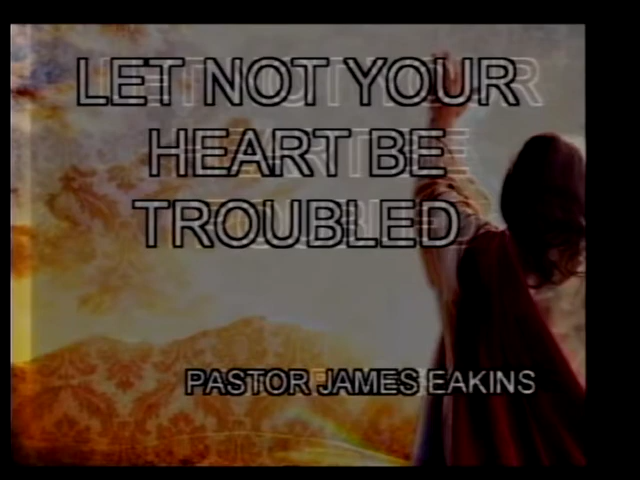 LET NOT YOUR
HEART BE
TROUBLED
PASTOR JAMES EAKINS